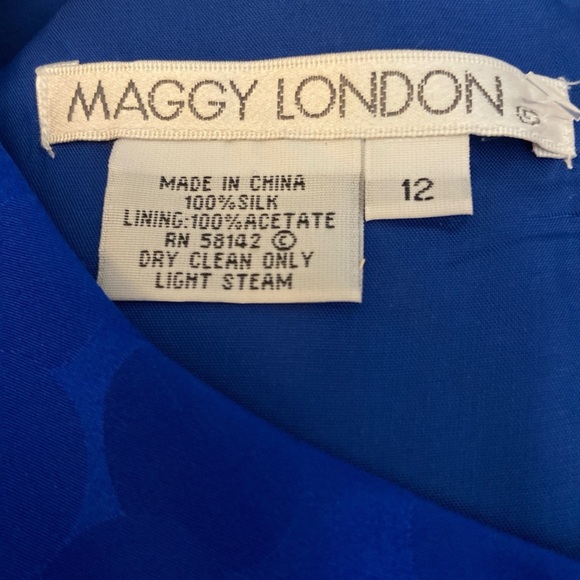 MAGGY LONDON
MADE IN CHINA
100%SILK
LINING:100%ACETATE
RN 58142 ©
DRY CLEAN ONLY
LIGHT STEAM
12